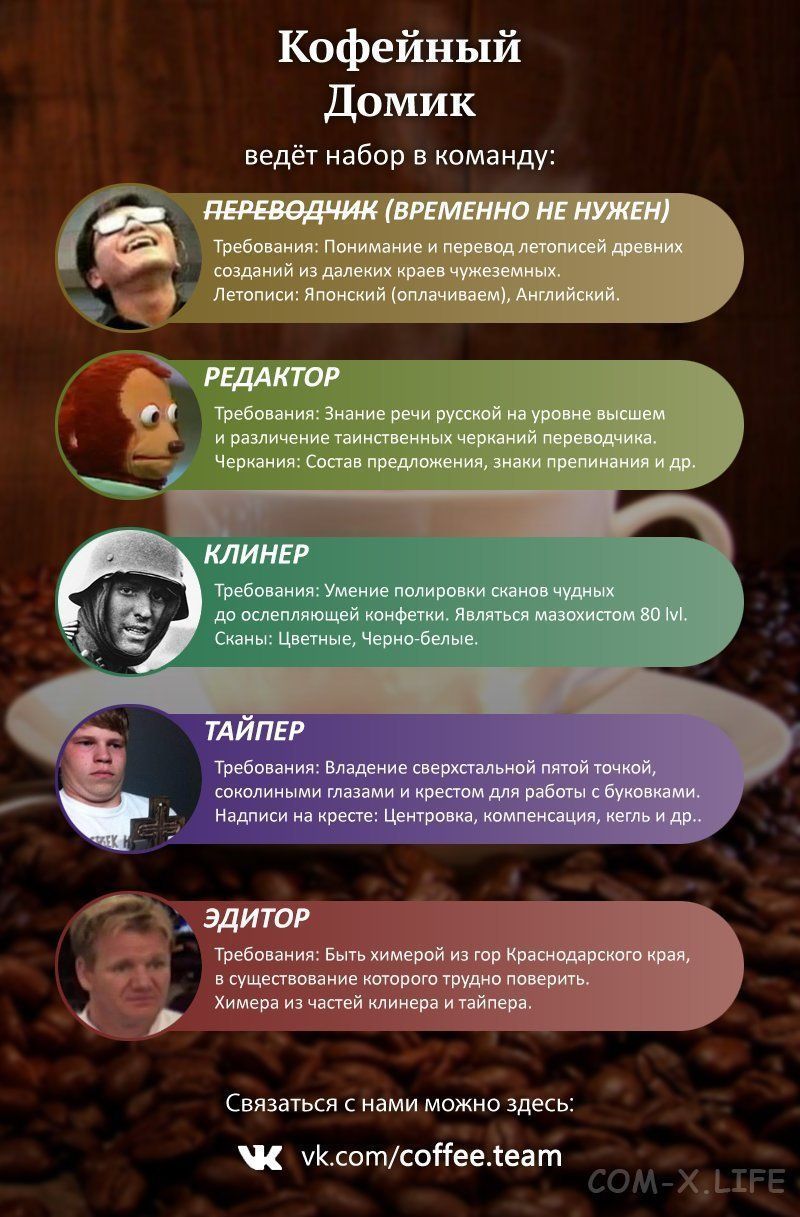 Кофейный
Домик
ведёт набор в команду:
ПЕРЕВОДЧИК (ВРЕМЕННО НЕ НУЖЕН)
Требования: Понимание и перевод летописей древних
созданий из далеких краев чужеземных.
Летописи: Японский (оплачиваем), Английский.
РЕДАКТОР
Требования: Знание речи русской на уровне высшем
и различение таинственных черканий переводчика.
Черкания: Состав предложения, знаки препинания и др.
КЛИНЕР
Требования: Умение полировки сканов чудных
до ослепляющей конфетки. Являться мазохистом 80 lvl.
Сканы: Цветные, Черно-белые.
ТАЙПЕР
Требования: Владение сверхстальной пятой точкой,
соколиными глазами и крестом для работы с буковками.
Надписи на кресте: Центровка, компенсация, кегль и др..
ЭДИТОР
Требования: Быть химерой из гор Краснодарского края,
в существование которого трудно поверить.
Химера из частей клинера и тайпера.
Связаться с нами можно здесь:
vk.com/coffee.team
COM-X.LIFE